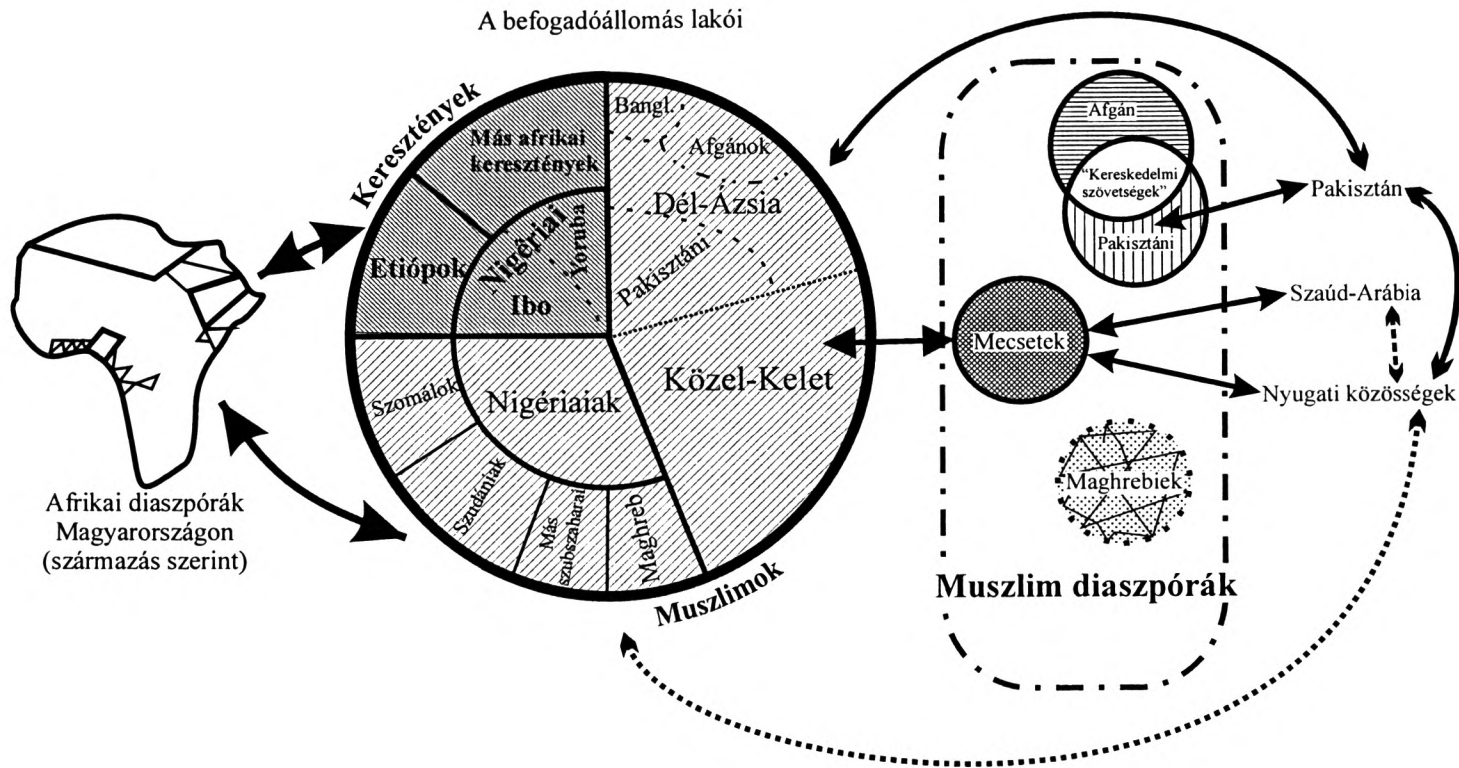 A befogadóállomás lakói
Keresztények
Bangl.
Afgánok
Dél-Ázsia
Pakisztáni
Más afrikai
keresztények
Nigériai
Yoruba
Ibo
Etiópok
Közel-Kelet
Szomálok
Nigériaiak
Szudániak
Más
szubszaharai
Maghreb
Muszlimok
Afrikai diaszpórák
Magyarországon
(származás szerint)
Afgán
"Kereskedelmi
szövetségek"
Pakisztáni
Mecsetek
Maghrebiek
Muszlim diaszpórák
Pakisztán
Szaúd-Arábia
Nyugati közösségek